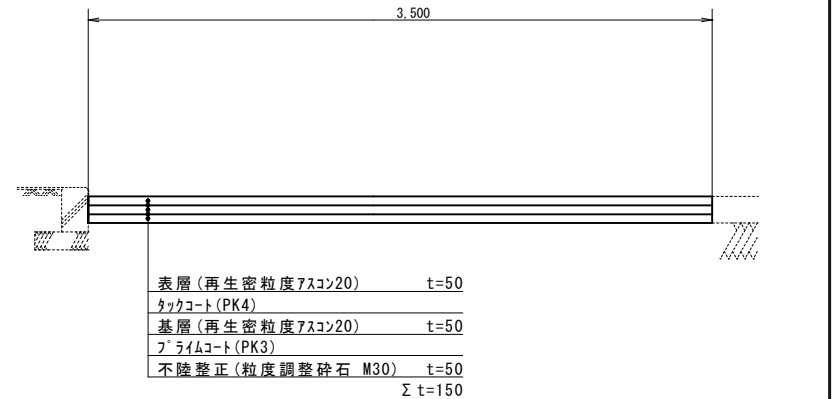 3,500
表層(再生密粒度ｱｽｺﾝ20) t=50
ﾀｯｸｺｰﾄ(PK4)
基層(再生密粒度ｱｽｺﾝ20) t=50
ﾌﾟﾗｲﾑｺｰﾄ(PK3)
不陸整正(粒度調整砕石 M30) t=50
Σt=150